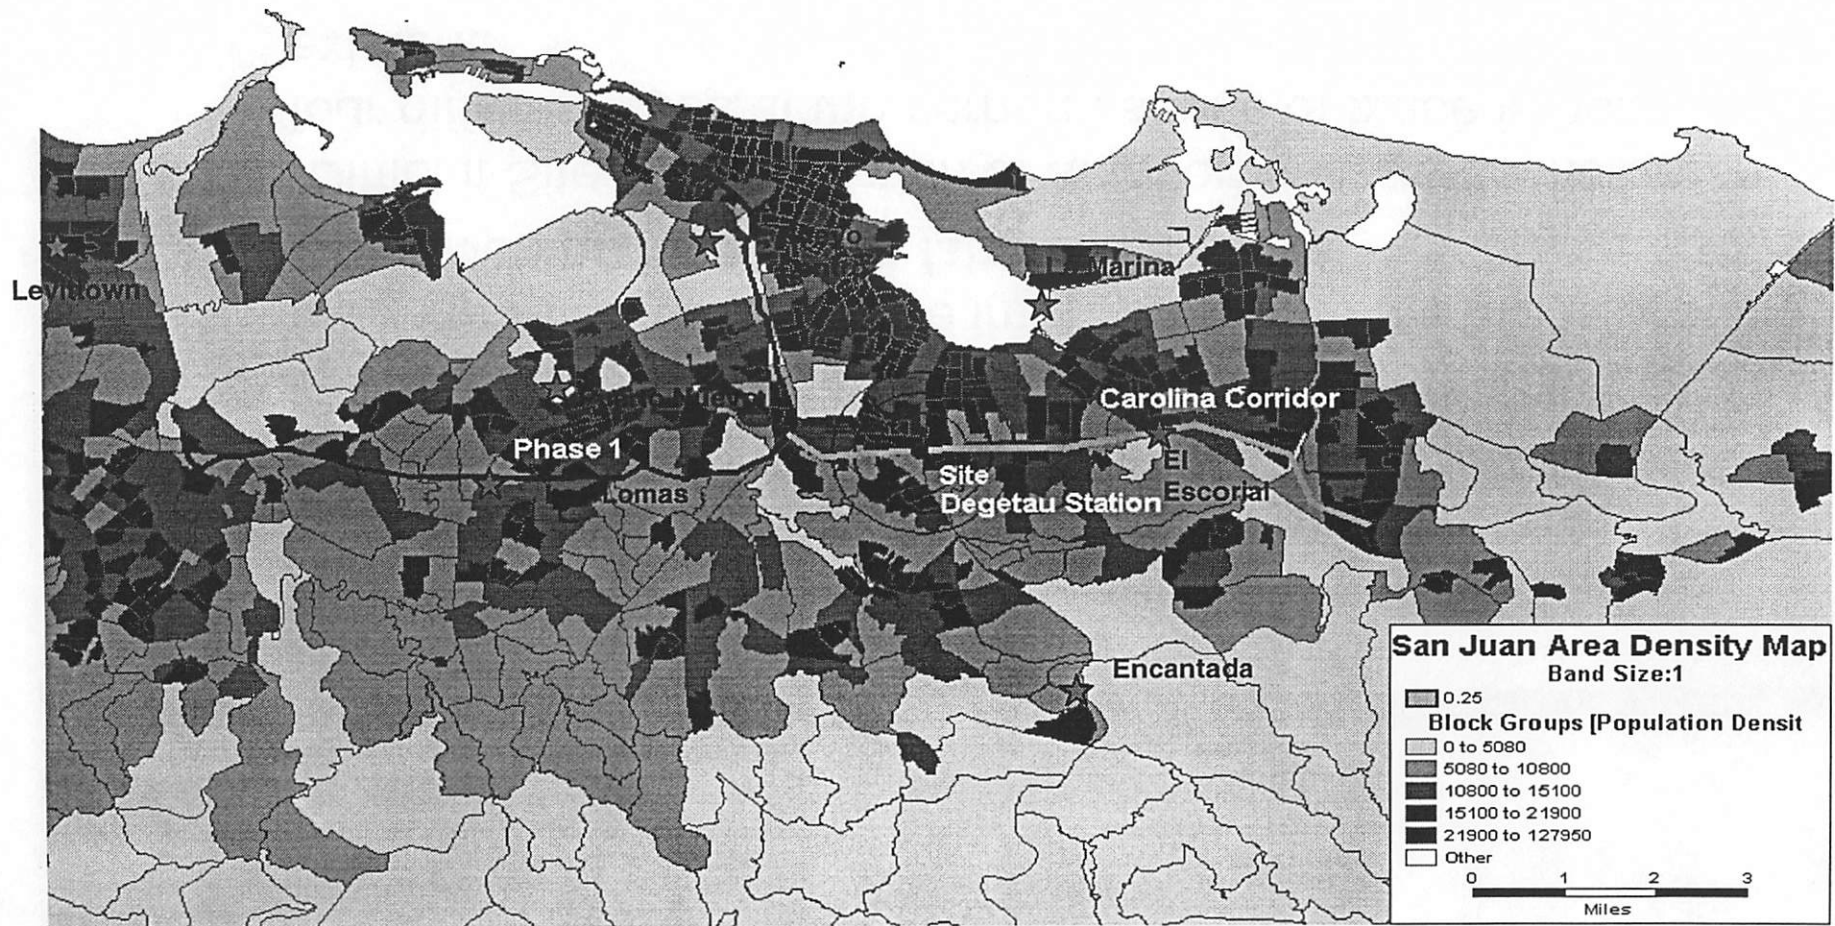 Levittown
La Marina
Carolina Corridor
Phase 1
Lomas
Site
Degetau Station
El
Escorial
Encantada
San Juan Area Density Map
Band Size:1
0.25
Block Groups [Population Densit
0 to 5080
5080 to 10800
10800 to 15100
15100 to 21900
21900 to 127950
Other
0 1 2 3
Miles